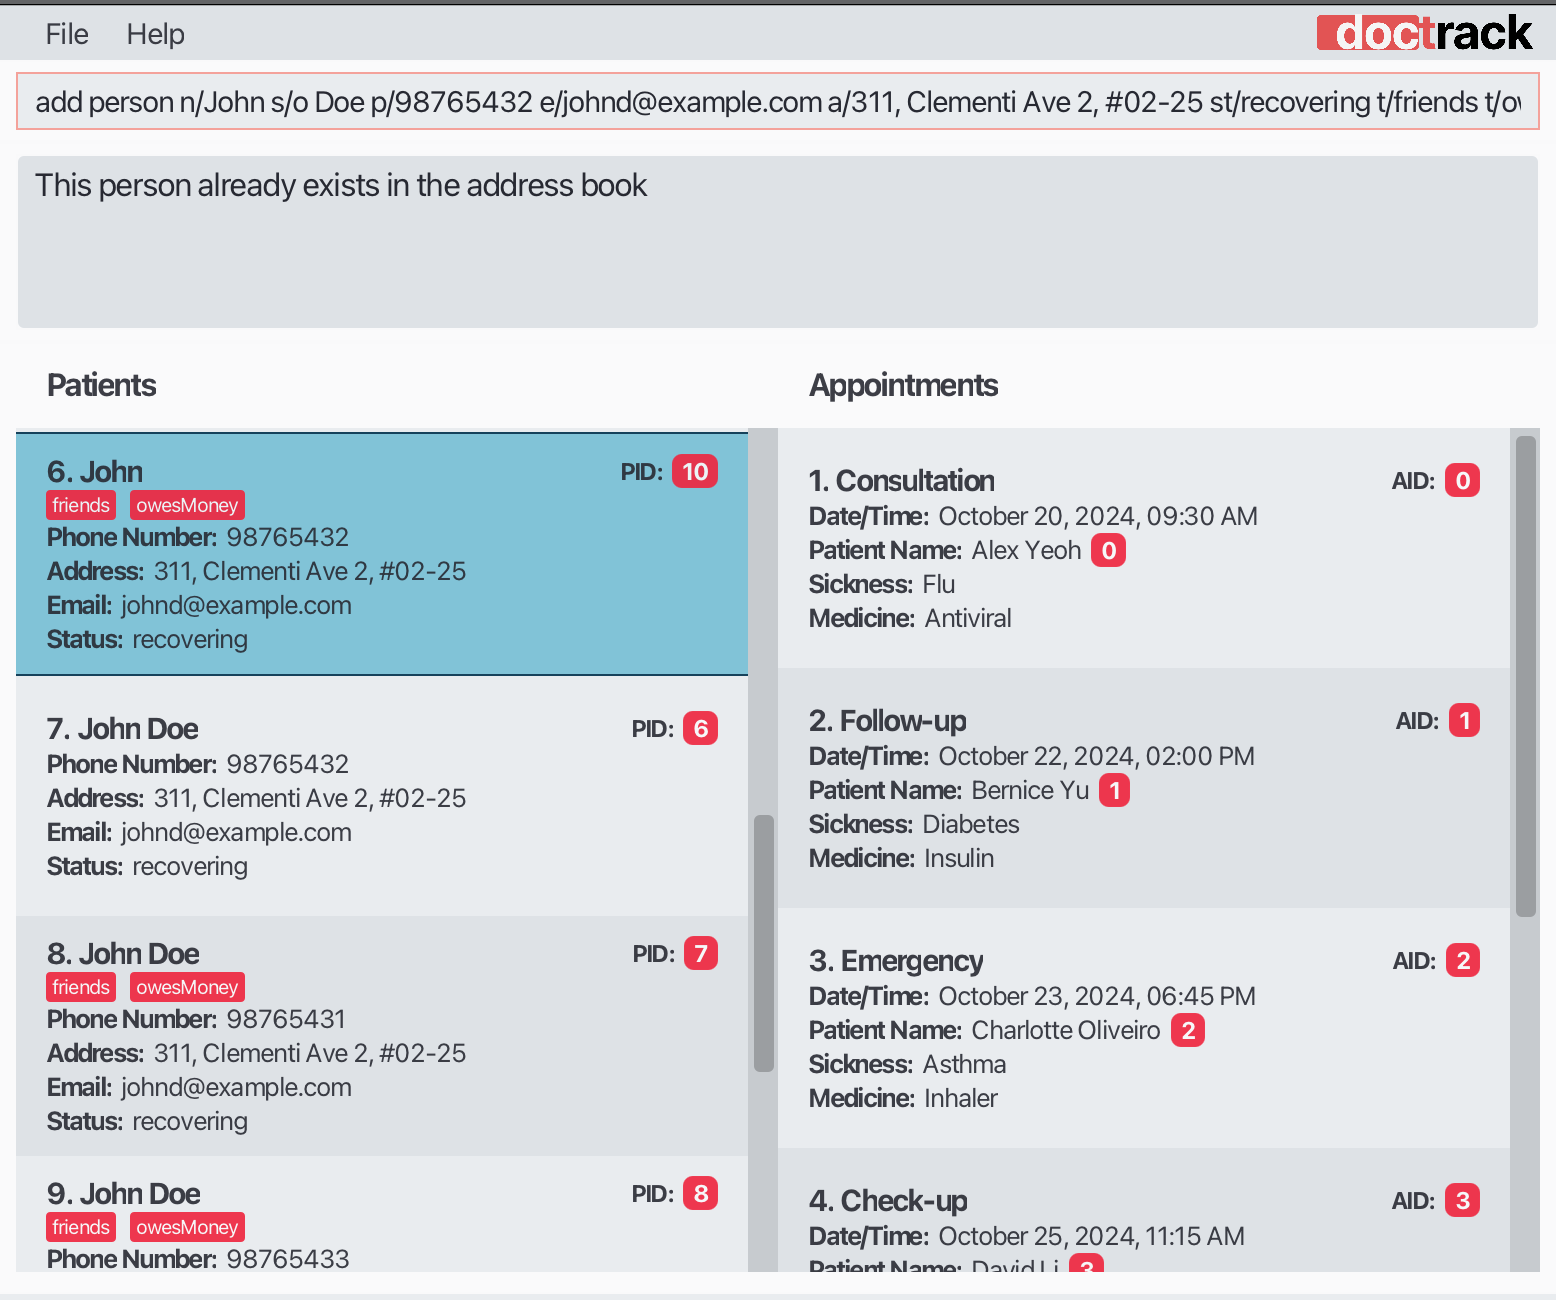 File Help doctrack
add person n/John s/o Doe p/98765432 e/johnd@example.com a/311, Clementi Ave 2, #02-25 st/recovering t/friends
This person already exists in the address book
Patients
6. John PID: 10
friends owesMoney
Phone Number: 98765432
Address: 311, Clementi Ave 2, #02-25
Email: johnd@example.com
Status: recovering
7. John Doe PID: 6
Phone Number: 98765432
Address: 311, Clementi Ave 2, #02-25
Email: johnd@example.com
Status: recovering
8. John Doe PID: 7
friends owesMoney
Phone Number: 98765431
Address: 311, Clementi Ave 2, #02-25
Email: johnd@example.com
Status: recovering
9. John Doe PID: 8
friends owesMoney
Phone Number: 98765433
Appointments
1. Consultation AID: 0
Date/Time: October 20, 2024, 09:30 AM
Patient Name: Alex Yeoh 0
Sickness: Flu
Medicine: Antiviral
2. Follow-up AID: 1
Date/Time: October 22, 2024, 02:00 PM
Patient Name: Bernice Yu 1
Sickness: Diabetes
Medicine: Insulin
3. Emergency AID: 2
Date/Time: October 23, 2024, 06:45 PM
Patient Name: Charlotte Oliveiro 2
Sickness: Asthma
Medicine: Inhaler
4. Check-up AID: 3
Date/Time: October 25, 2024, 11:15 AM
Patient Name: David Li 3